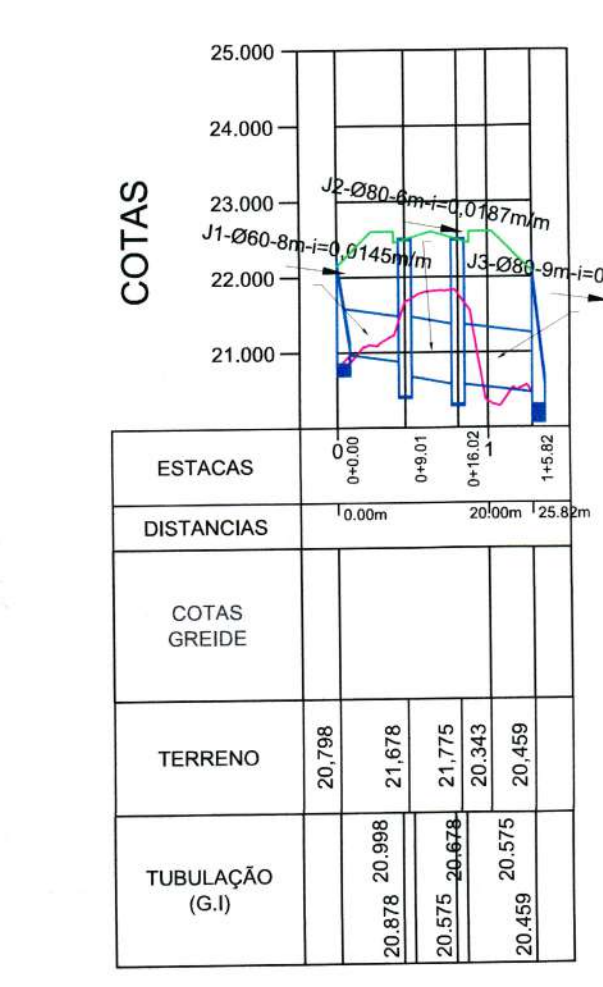 COTAS
25.000
24.000
23.000
22.000
21.000
J2-Ø80-6m-i=0,0187m/m
J1-Ø60-8m-i=0,0145m/m
J3-Ø80-9m-i=0
ESTACAS
0
0+0.00
0+9.01
0+16.02
1
1+5.82
DISTANCIAS
0.00m
20.00m
25.82m
COTAS
GREIDE
TERRENO
20,798
21,678
21,775
20.343
20,459
TUBULAÇÃO
(G.I)
20.998
20.878
20.678
20.575
20.575
20.459